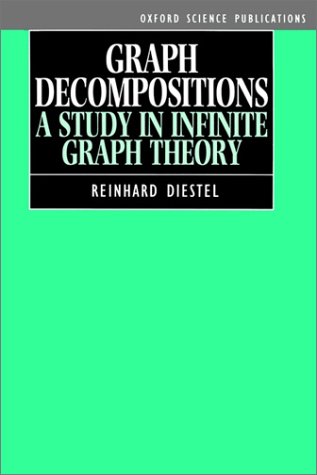 OXFORD SCIENCE PUBLICATIONS
GRAPH
DECOMPOSITIONS
A STUDY IN INFINITE
GRAPH THEORY
REINHARD DIESTEL